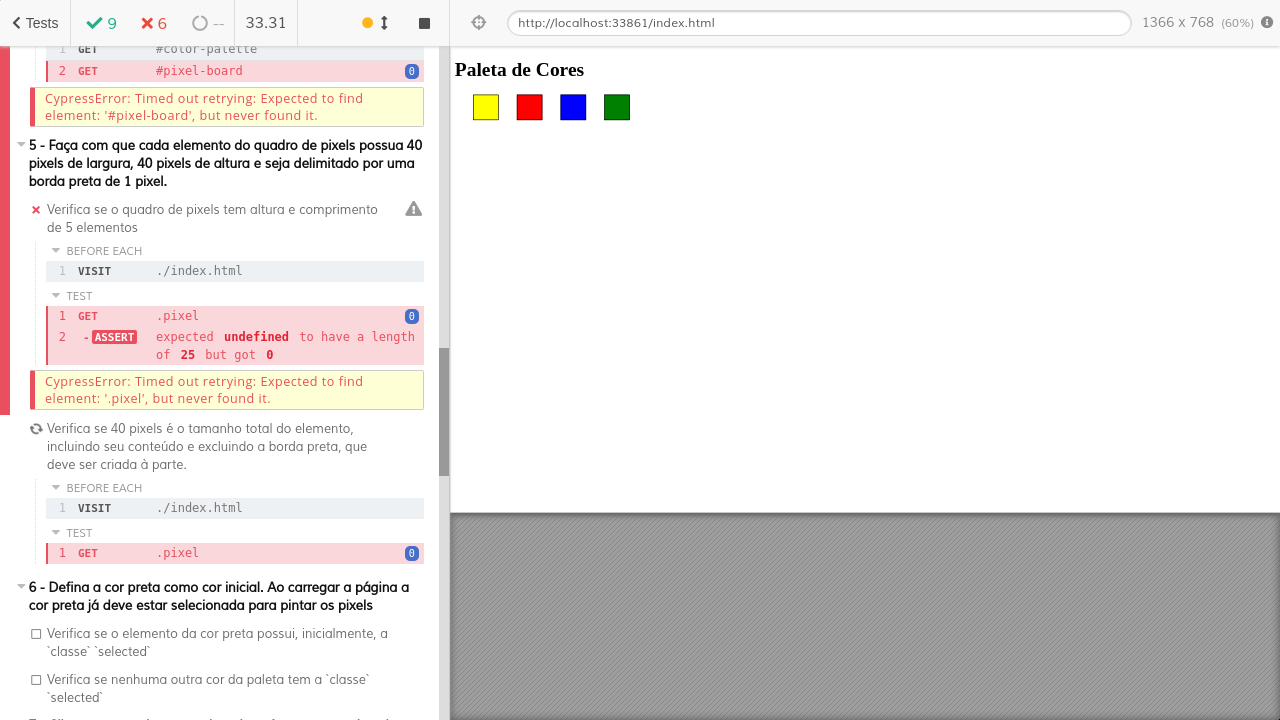 Tests 9 6 -- 33.31
http://localhost:33861/index.html 1366 x 768 (60%)
1 GET #color-palette
2 GET #pixel-board 0
CypressError: Timed out retrying: Expected to find
element: '#pixel-board', but never found it.
5 - Faça com que cada elemento do quadro de pixels possua 40
pixels de largura, 40 pixels de altura e seja delimitado por uma
borda preta de 1 pixel.
Verifica se o quadro de pixels tem altura e comprimento
de 5 elementos
BEFORE EACH
1 VISIT ./index.html
TEST
1 GET .pixel 0
2 -ASSERT expected undefined to have a length
of 25 but got 0
CypressError: Timed out retrying: Expected to find
element: '.pixel', but never found it.
Verifica se 40 pixels é o tamanho total do elemento,
incluindo seu conteúdo e excluindo a borda preta, que
deve ser criada à parte.
BEFORE EACH
1 VISIT ./index.html
TEST
1 GET .pixel 0
6 - Defina a cor preta como cor inicial. Ao carregar a página a
cor preta já deve estar selecionada para pintar os pixels
Verifica se o elemento da cor preta possui, inicialmente, a
`classe` `selected`
Verifica se nenhuma outra cor da paleta tem a `classe`
`selected`
Paleta de Cores